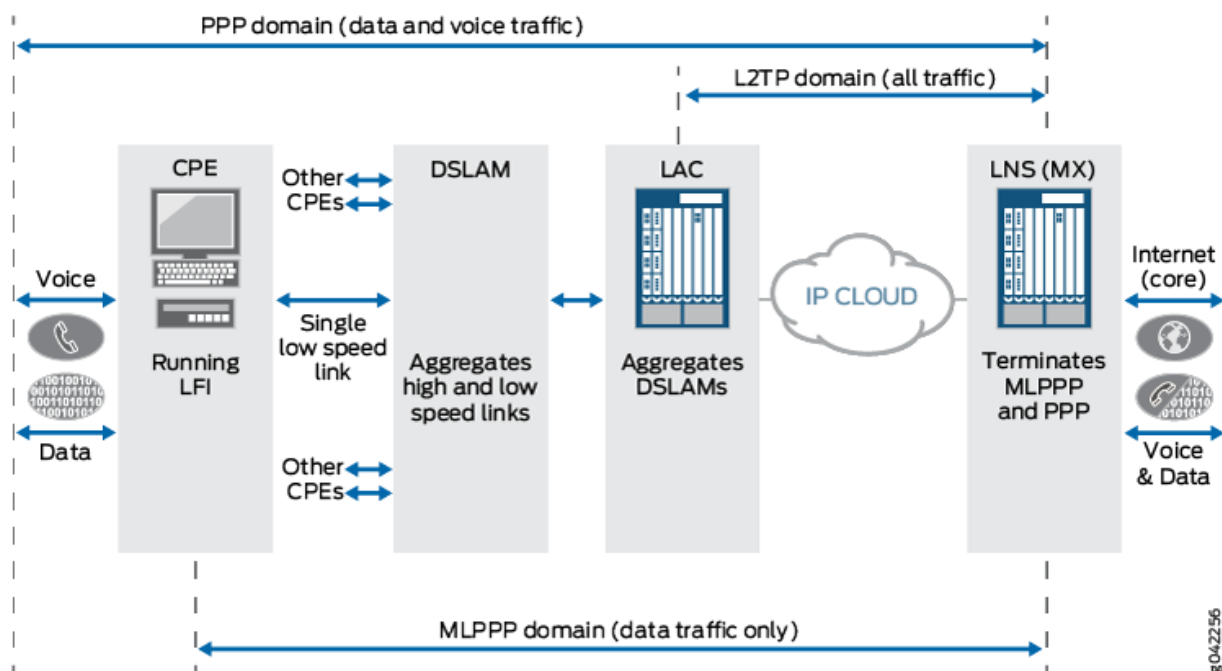 PPP domain (data and voice traffic)
L2TP domain (all traffic)
CPE
Other
CPEs
DSLAM
LAC
LNS (MX)
Voice
Internet
(core)
IP CLOUD
Single
low speed
link
Running
LFI
Aggregates
high and low
speed links
Aggregates
DSLAMs
Terminates
MLPPP
and PPP
Data
Other
CPEs
Voice
& Data
MLPPP domain (data traffic only)
g042256